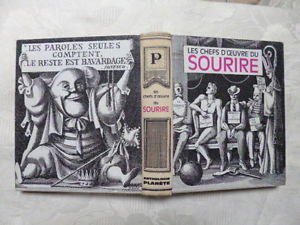 "LES PAROLES SEULES
COMPTENT,
LE RESTE EST BAVARDAGE"
IONESCO
P
LES
CHEFS D'ŒUVRE
DU
SOURIRE
ANTHOLOGIE
PLANÈTE
LES CHEFS D'ŒUVRE DU
SOURIRE